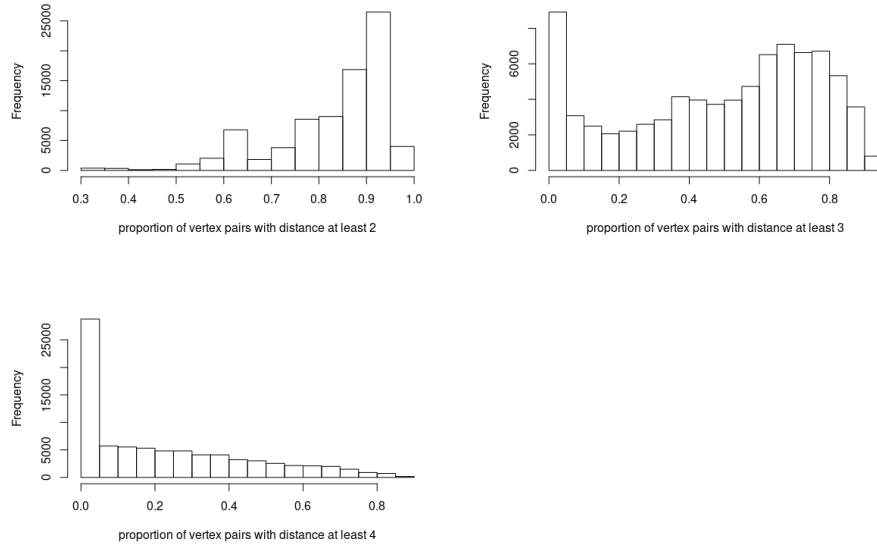 Frequency
25000
15000
5000
0
0.3 0.4 0.5 0.6 0.7 0.8 0.9 1.0
proportion of vertex pairs with distance at least 2
Frequency
6000
2000
0
0.0 0.2 0.4 0.6 0.8
proportion of vertex pairs with distance at least 3
Frequency
25000
15000
5000
0
0.0 0.2 0.4 0.6 0.8
proportion of vertex pairs with distance at least 4